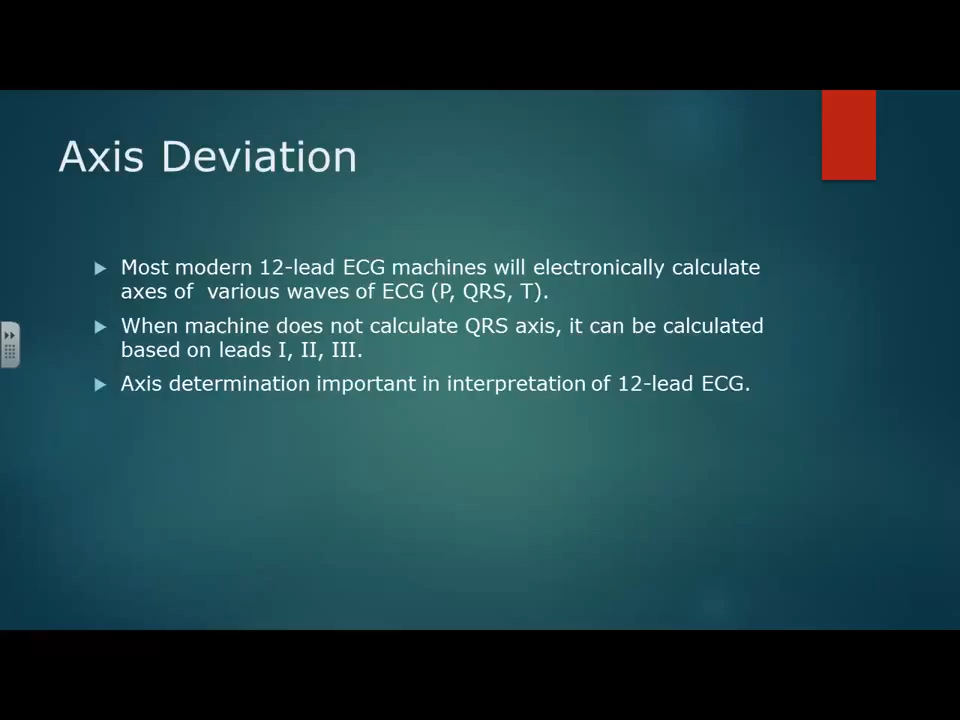 Axis Deviation
Most modern 12-lead ECG machines will electronically calculate
axes of  various waves of ECG (P, QRS, T).
When machine does not calculate QRS axis, it can be calculated
based on leads I, II, III.
Axis determination important in interpretation of 12-lead ECG.